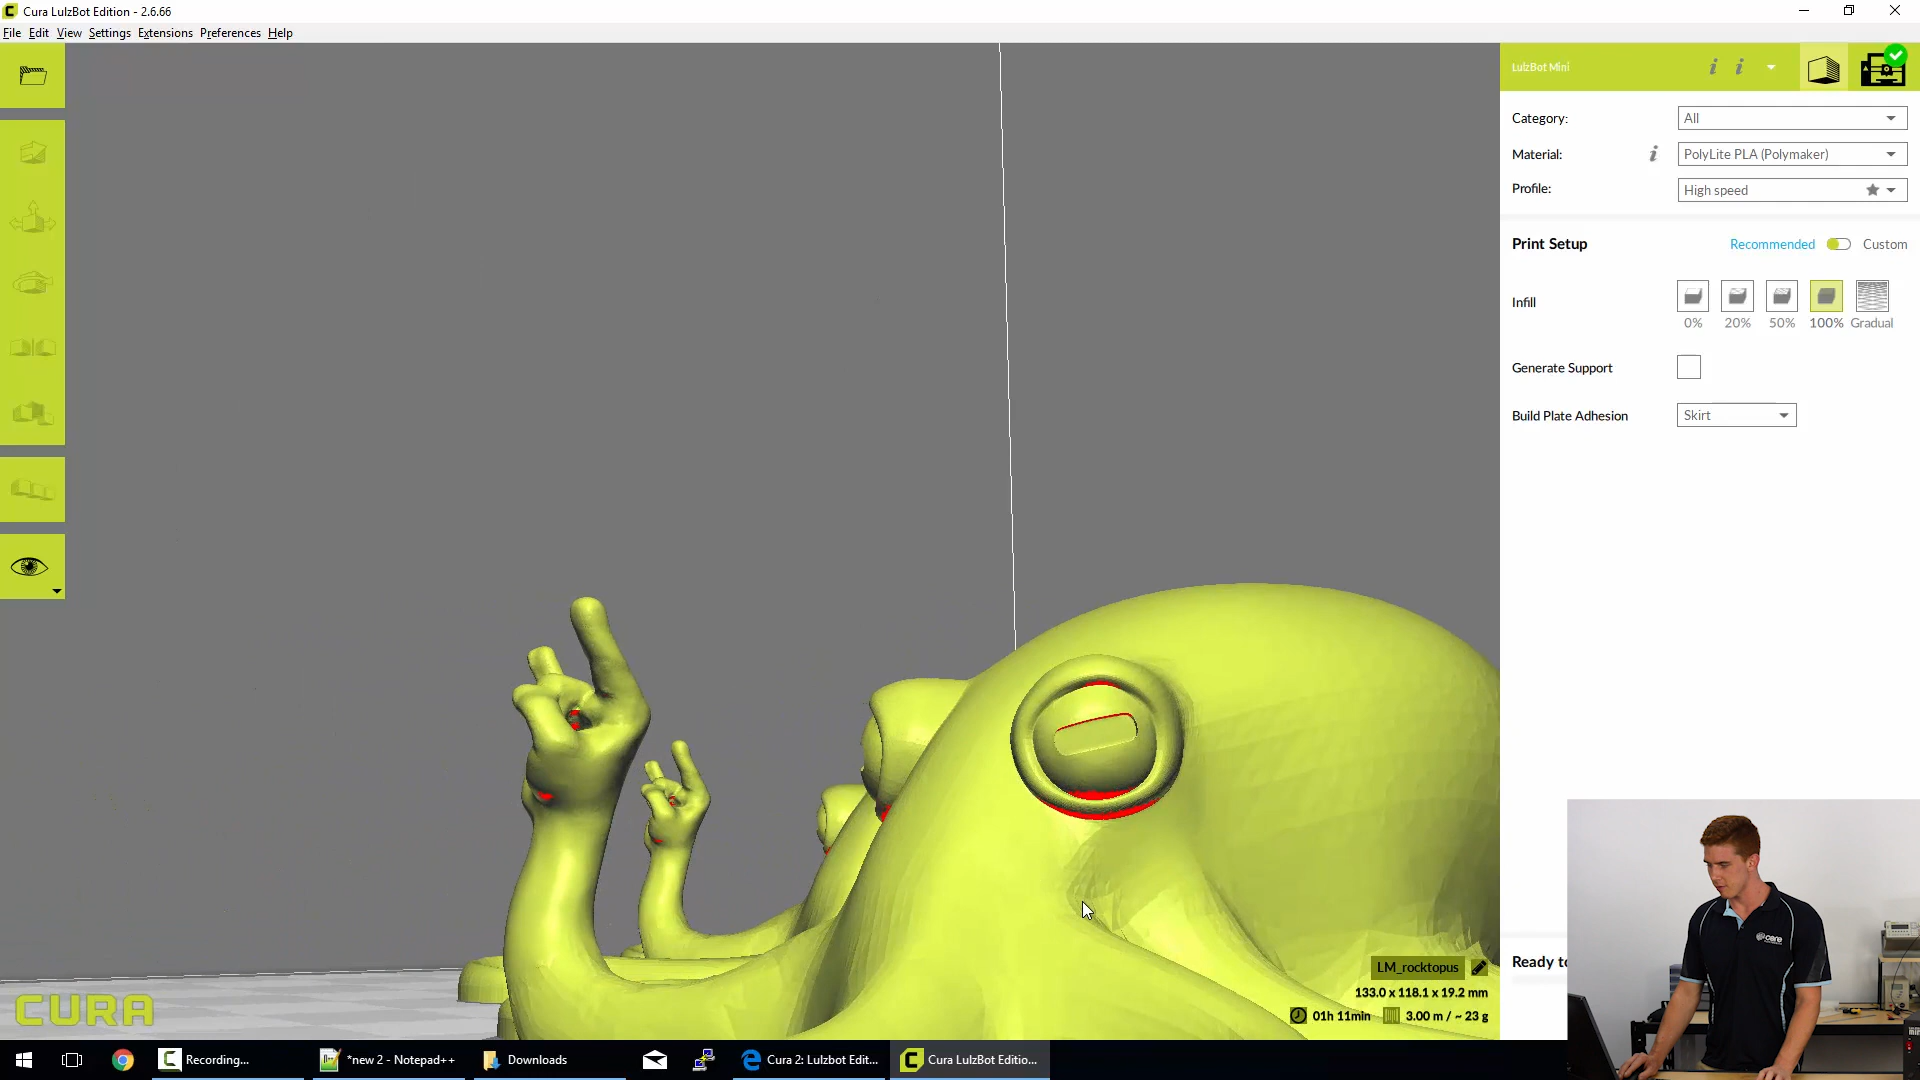 Cura LulzBot Edition - 2.6.66
File Edit View Settings Extensions Preferences Help
LulzBot Mini
Category: All
Material: PolyLite PLA (Polymaker)
Profile: High speed
Print Setup Recommended Custom
Infill
0% 20% 50% 100% Gradual
Generate Support
Build Plate Adhesion Skirt
Ready to
LM_rocktopus
133.0 x 118.1 x 19.2 mm
01h 11min 3.00 m / ~ 23 g
CURA
core
Recording... *new 2 - Notepad++ Downloads Cura 2: Lulzbot Edit... Cura LulzBot Editio...